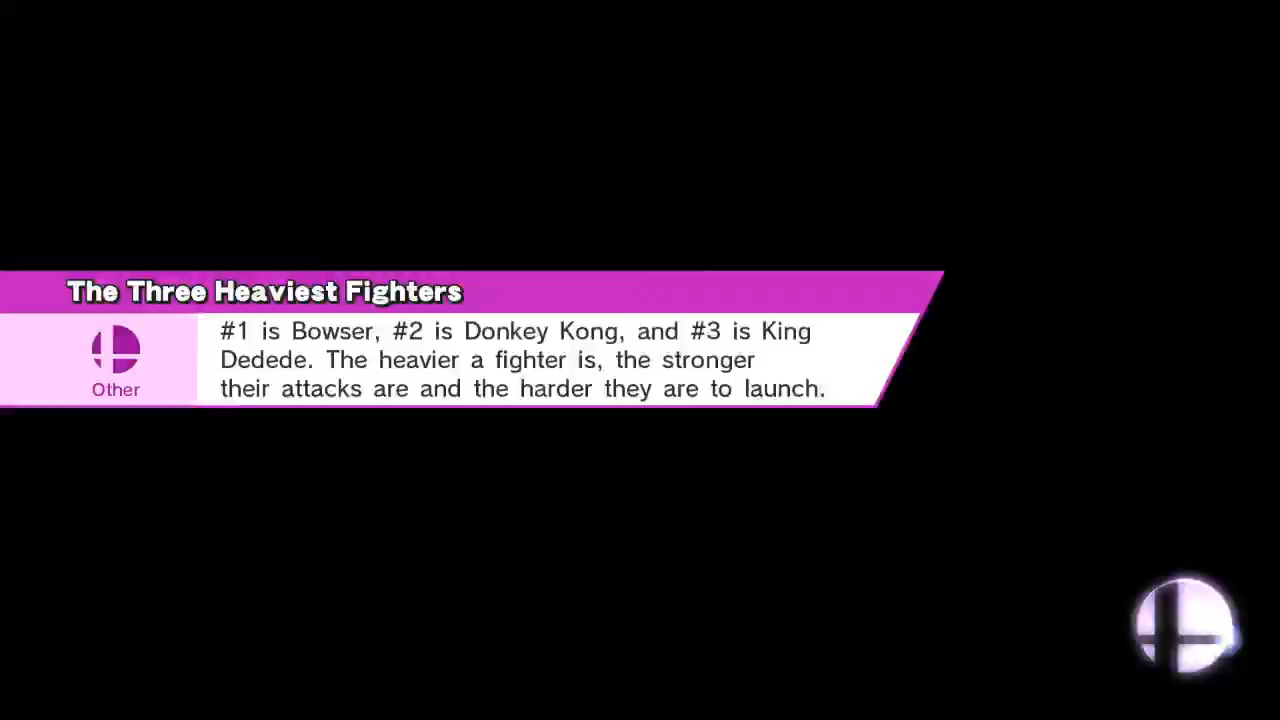 The Three Heaviest Fighters
#1 is Bowser, #2 is Donkey Kong, and #3 is King
Dedede. The heavier a fighter is, the stronger
their attacks are and the harder they are to launch.
Other